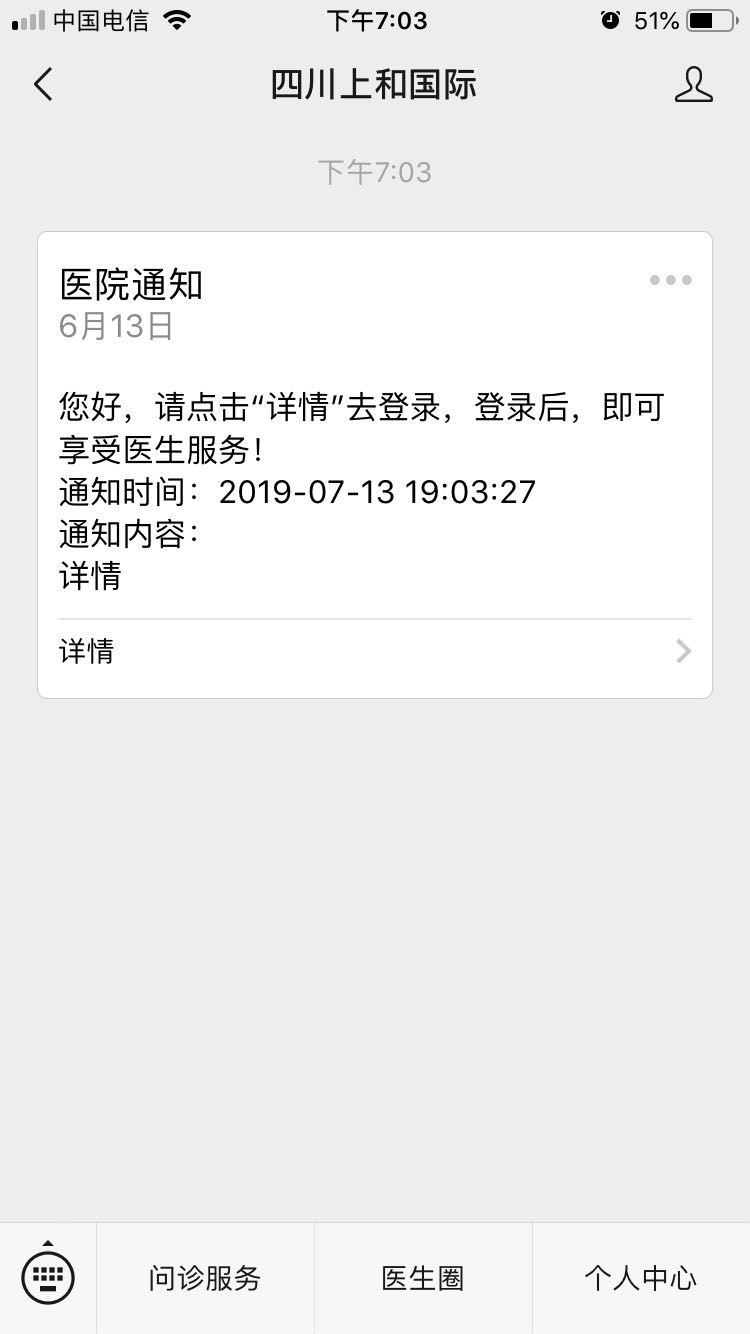 中国电信 下午7:03 51%
四川上和国际
下午7:03
医院通知
6月13日
您好，请点击“详情”去登录，登录后，即可
享受医生服务！
通知时间：2019-07-13 19:03:27
通知内容：
详情
详情
问诊服务 医生圈 个人中心